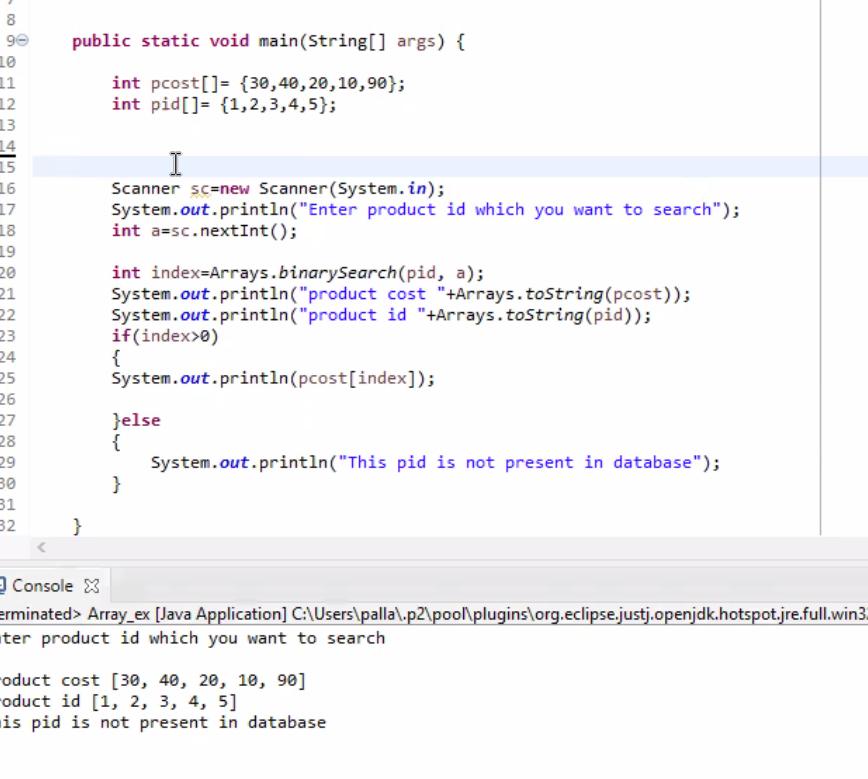 8
9 public static void main(String[] args) {
10
11 int pcost[]= {30,40,20,10,90};
12 int pid[]= {1,2,3,4,5};
13
14
15
16 Scanner sc=new Scanner(System.in);
17 System.out.println("Enter product id which you want to search");
18 int a=sc.nextInt();
19
20 int index=Arrays.binarySearch(pid, a);
21 System.out.println("product cost "+Arrays.toString(pcost));
22 System.out.println("product id "+Arrays.toString(pid));
23 if(index>0)
24 {
25 System.out.println(pcost[index]);
26
27 }else
28 {
29 System.out.println("This pid is not present in database");
30 }
31
32 }
Console
erminated> Array_ex [Java Application] C:\Users\palla\.p2\pool\plugins\org.eclipse.justj.openjdk.hotspot.jre.full.win3
ter product id which you want to search
roduct cost [30, 40, 20, 10, 90]
roduct id [1, 2, 3, 4, 5]
is pid is not present in database